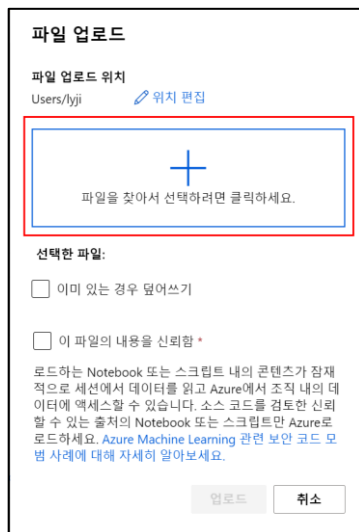 파일 업로드
파일 업로드 위치
Users/lyji
위치 편집
파일을 찾아서 선택하려면 클릭하세요.
선택한 파일:
이미 있는 경우 덮어쓰기
이 파일의 내용을 신뢰함 *
로드하는 Notebook 또는 스크립트 내의 콘텐츠가 잠재
적으로 세션에서 데이터를 읽고 Azure에서 조직 내의 데
이터에 액세스할 수 있습니다. 소스 코드를 검토한 신뢰
할 수 있는 출처의 Notebook 또는 스크립트만 Azure로
로드하세요. Azure Machine Learning 관련 보안 코드 모
범 사례에 대해 자세히 알아보세요.
업로드
취소